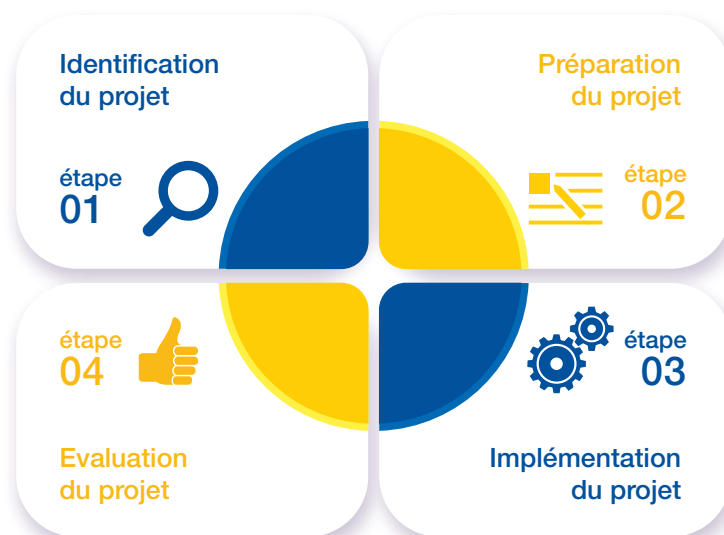 Identification
du projet
étape
01
Préparation
du projet
étape
02
étape
03
Implémentation
du projet
étape
04
Evaluation
du projet